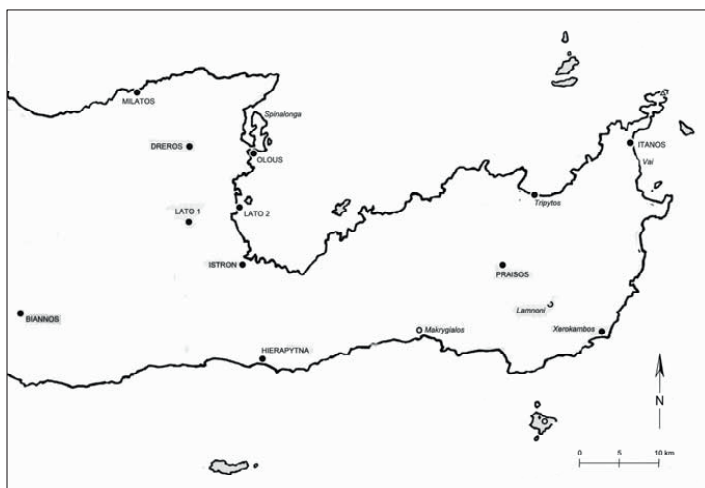 MILATOS
Spinalonga
DREROS
OLOUS
ITANOS
Vai
LATO 1
LATO 2
Tripytos
ISTRON
PRAISOS
Lamnoni
BIANNOS
Makrygialos
Xerokambos
HIERAPYTNA
N
0 5 10 km